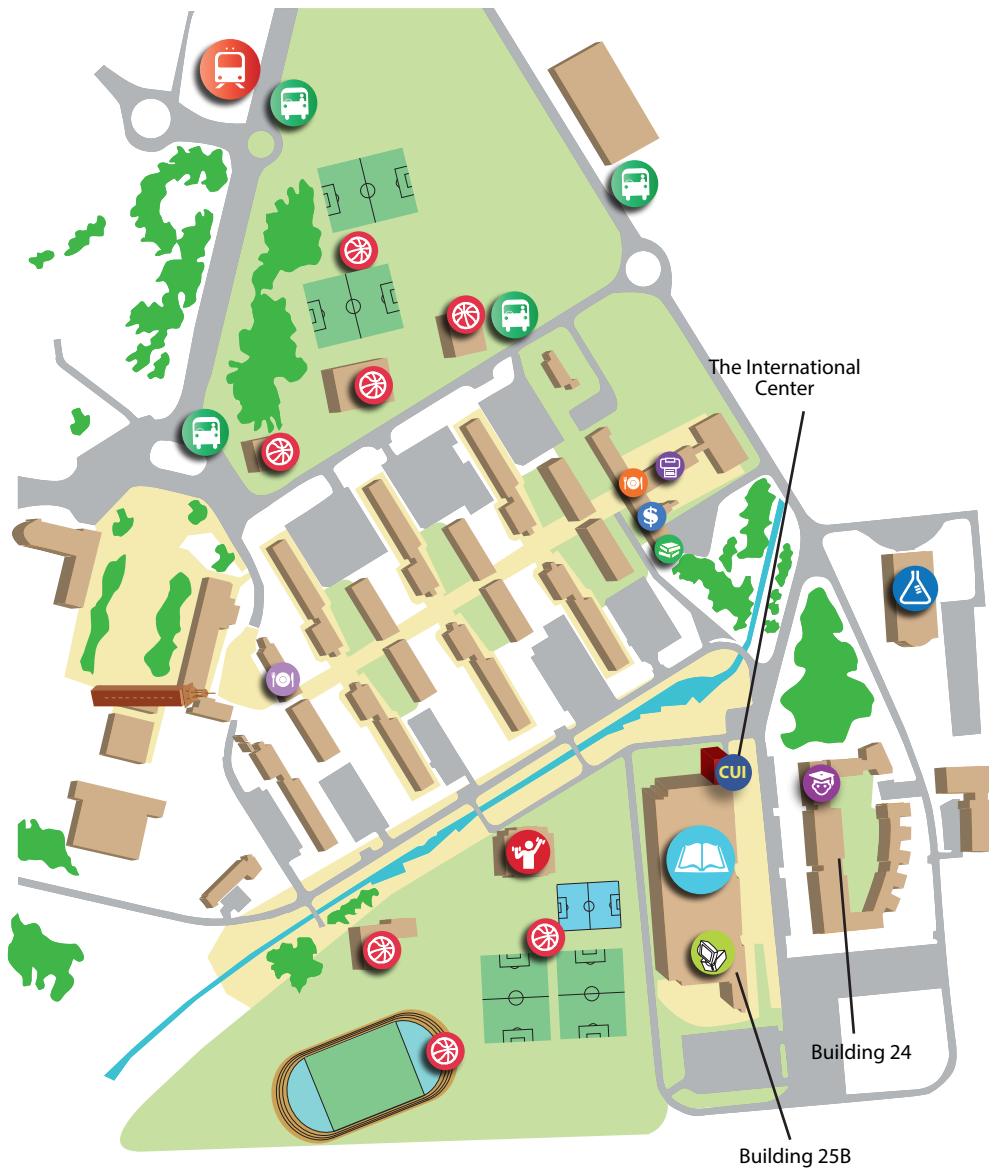 The International
Center
$
CUI
Building 24
Building 25B